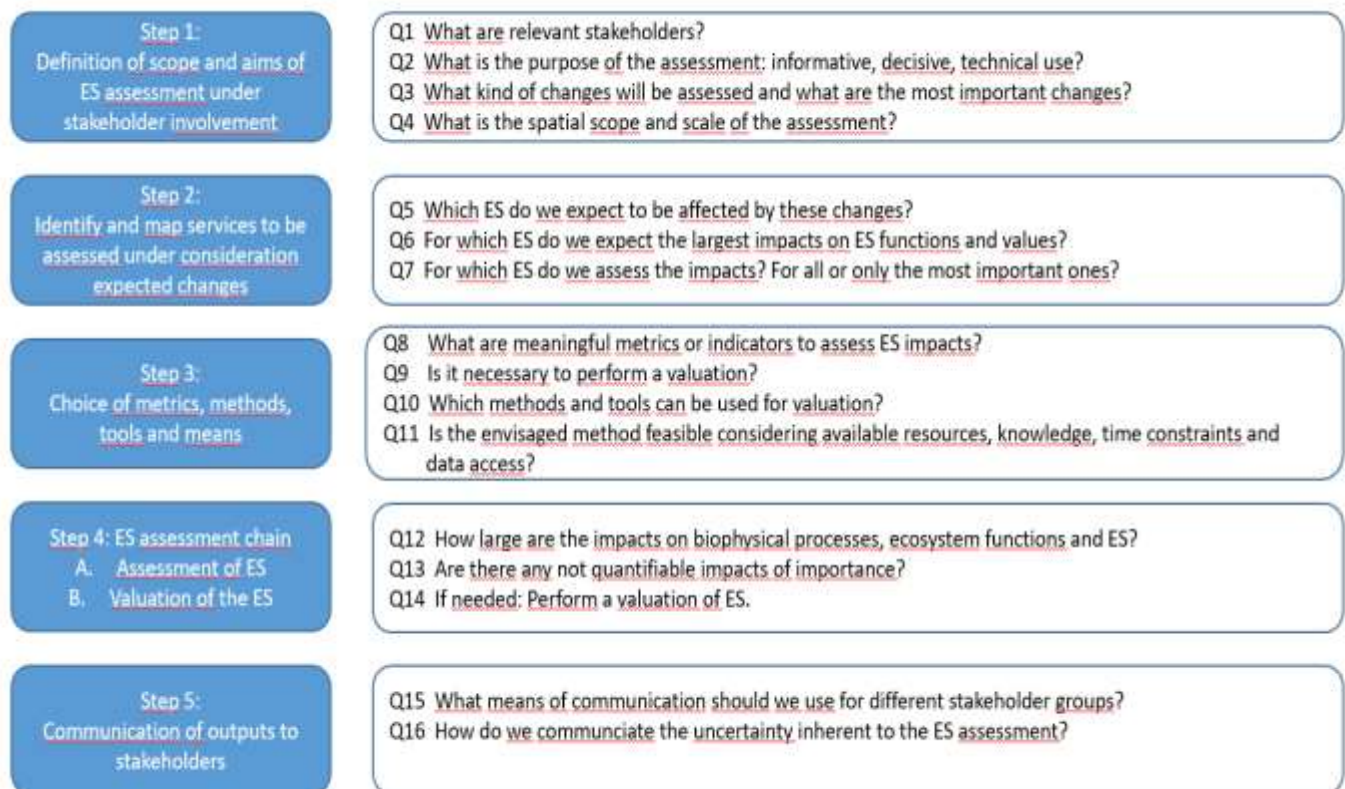 Step 1:
Definition of scope and aims of
ES assessment under
stakeholder involvement
Q1 What are relevant stakeholders?
Q2 What is the purpose of the assessment: informative, decisive, technical use?
Q3 What kind of changes will be assessed and what are the most important changes?
Q4 What is the spatial scope and scale of the assessment?
Step 2:
Identify and map services to be
assessed under consideration
expected changes
Q5 Which ES do we expect to be affected by these changes?
Q6 For which ES do we expect the largest impacts on ES functions and values?
Q7 For which ES do we assess the impacts? For all or only the most important ones?
Step 3:
Choice of metrics, methods,
tools and means
Q8 What are meaningful metrics or indicators to assess ES impacts?
Q9 Is it necessary to perform a valuation?
Q10 Which methods and tools can be used for valuation?
Q11 Is the envisaged method feasible considering available resources, knowledge, time constraints and
data access?
Step 4: ES assessment chain
A. Assessment of ES
B. Valuation of the ES
Q12 How large are the impacts on biophysical processes, ecosystem functions and ES?
Q13 Are there any not quantifiable impacts of importance?
Q14 If needed: Perform a valuation of ES.
Step 5:
Communication of outputs to
stakeholders
Q15 What means of communication should we use for different stakeholder groups?
Q16 How do we communciate the uncertainty inherent to the ES assessment?